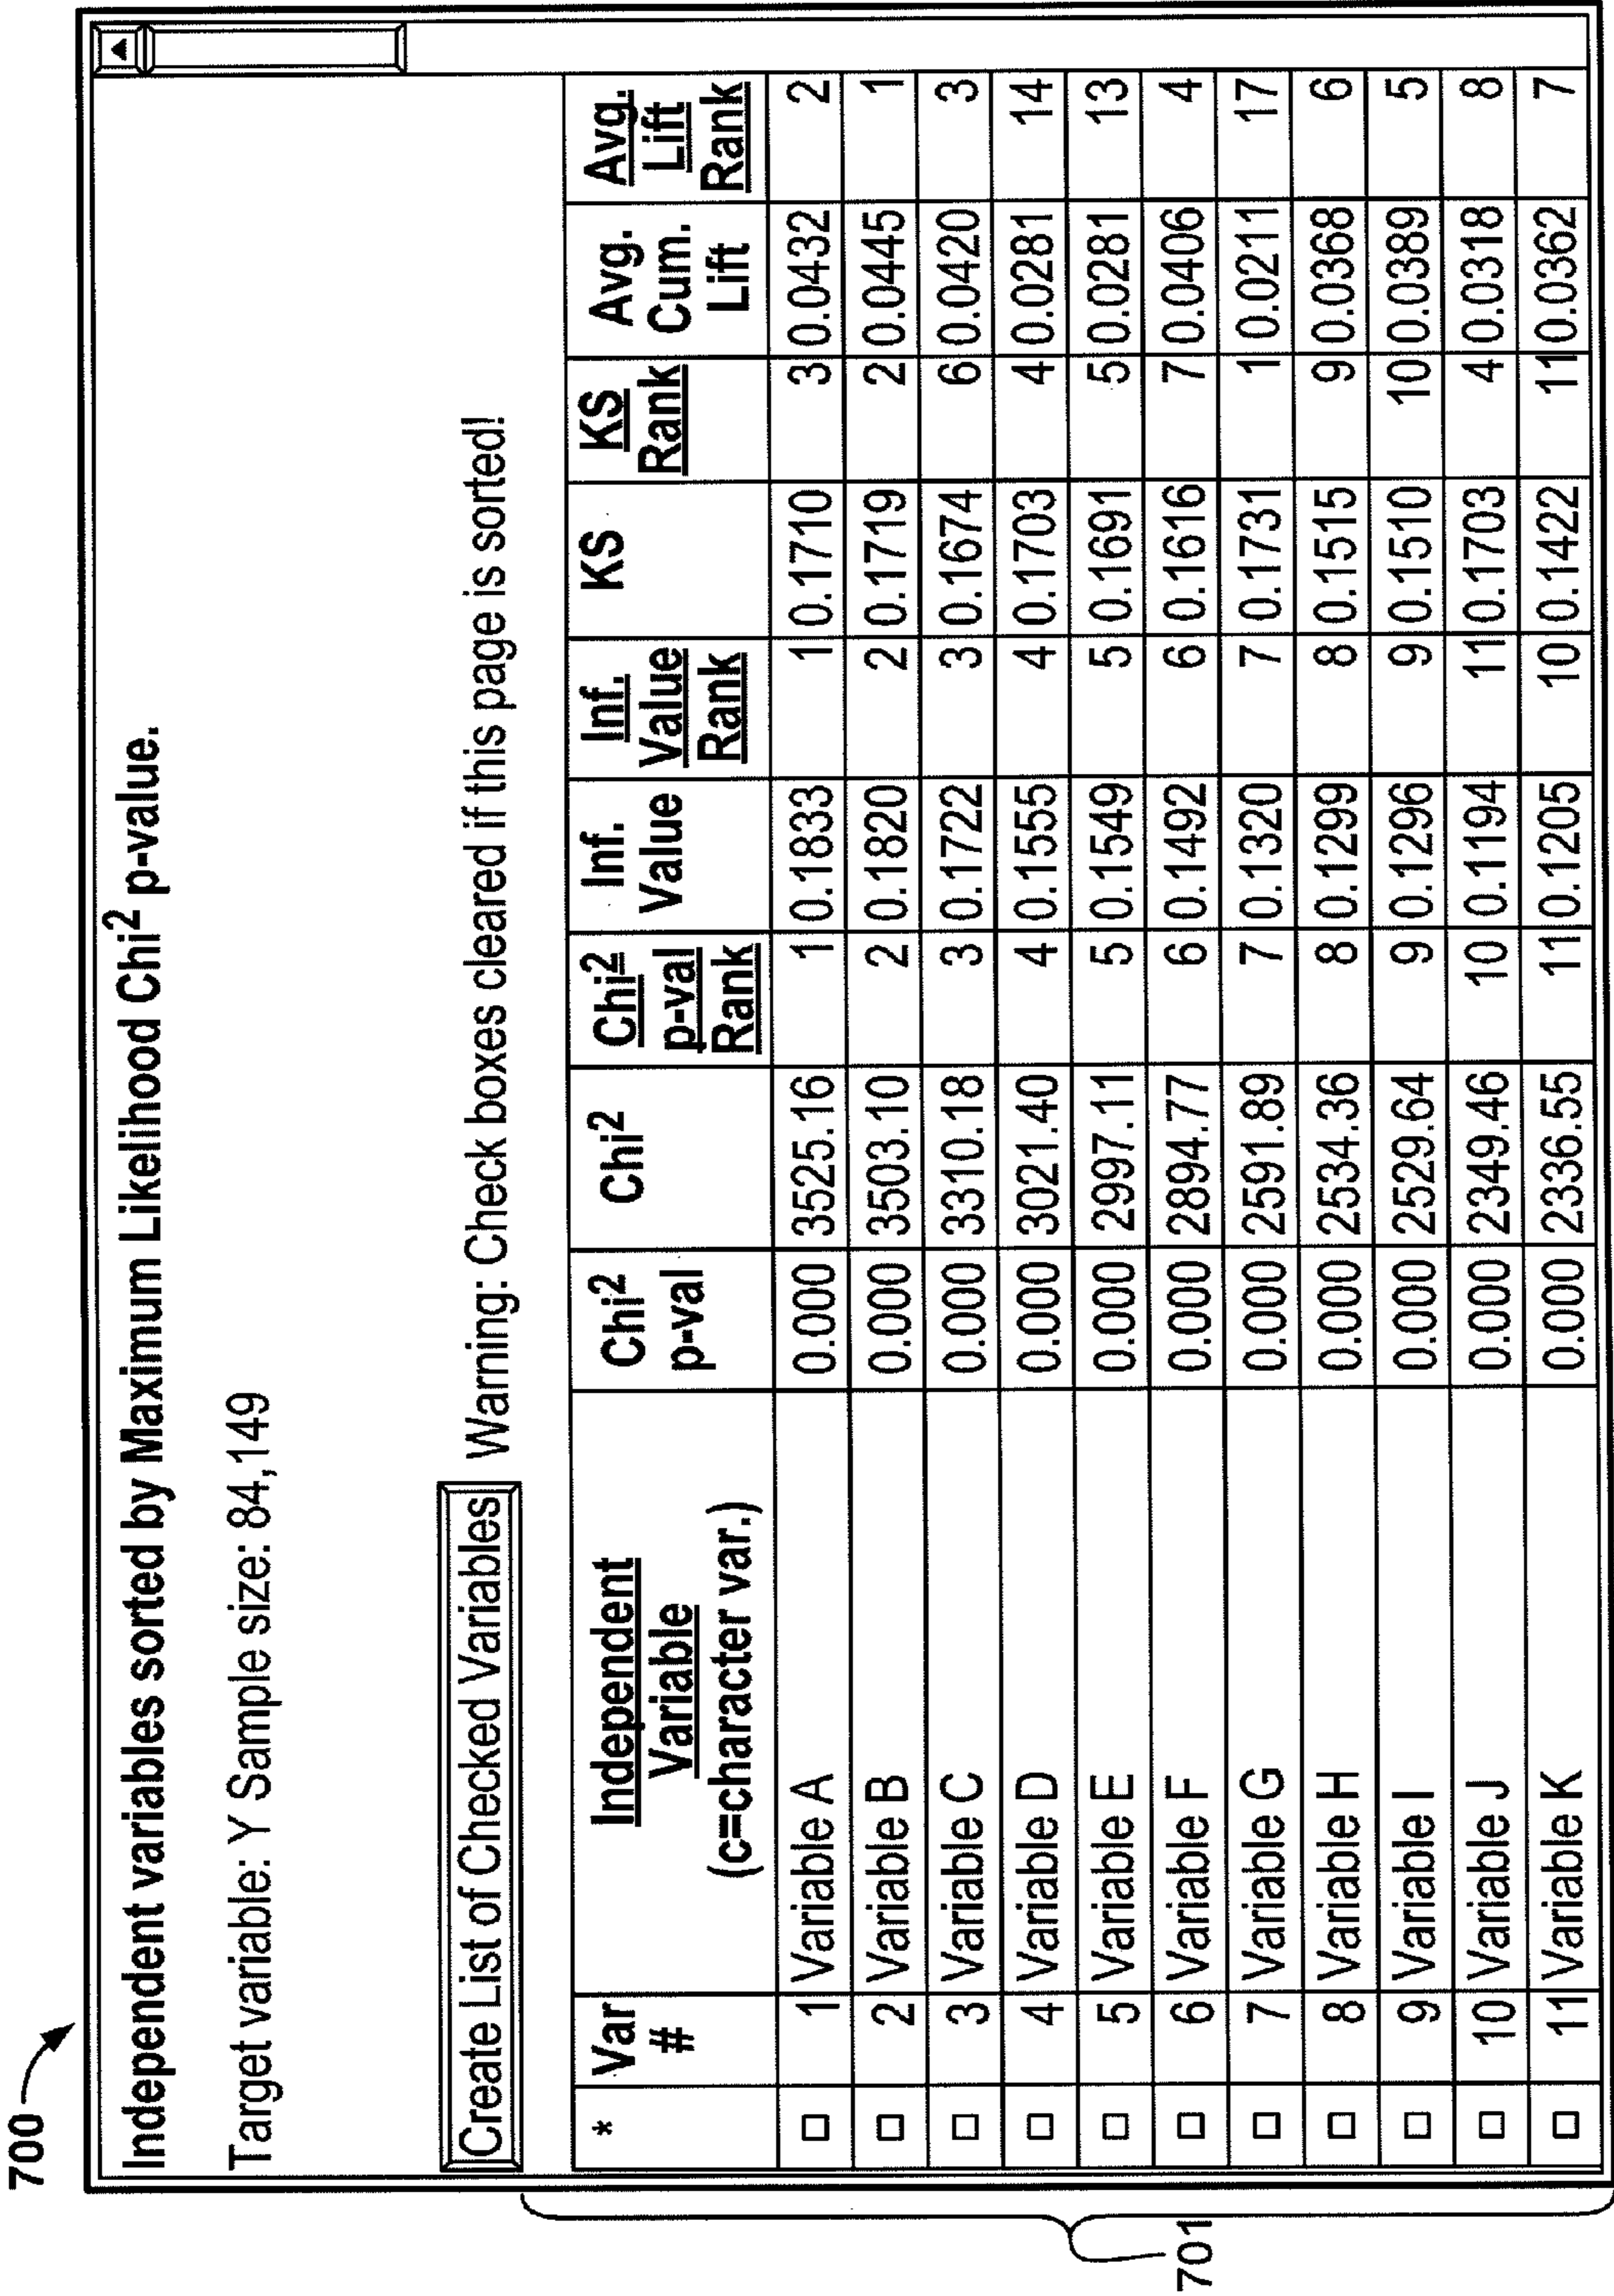 700
Independent variables sorted by Maximum Likelihood Chi² p-value.
Target variable: Y Sample size: 84,149
Create List of Checked Variables Warning: Check boxes cleared if this page is sorted!
* Var # Independent Variable (c=character var.) Chi² p-val Chi² Chi² p-val Rank Inf. Value Inf. Value Rank KS KS Rank Avg. Cum. Lift Avg. Lift Rank
□ 1 Variable A 0.000 3525.16 1 0.1833 1 0.1710 3 0.0432 2
□ 2 Variable B 0.000 3503.10 2 0.1820 2 0.1719 2 0.0445 1
□ 3 Variable C 0.000 3310.18 3 0.1722 3 0.1674 6 0.0420 3
□ 4 Variable D 0.000 3021.40 4 0.1555 4 0.1703 4 0.0281 14
□ 5 Variable E 0.000 2997.11 5 0.1549 5 0.1691 5 0.0281 13
□ 6 Variable F 0.000 2894.77 6 0.1492 6 0.1616 7 0.0406 4
□ 7 Variable G 0.000 2591.89 7 0.1320 7 0.1731 1 0.0211 17
□ 8 Variable H 0.000 2534.36 8 0.1299 8 0.1515 9 0.0368 6
□ 9 Variable I 0.000 2529.64 9 0.1296 9 0.1510 10 0.0389 5
□ 10 Variable J 0.000 2349.46 10 0.1194 11 0.1703 4 0.0318 8
□ 11 Variable K 0.000 2336.55 11 0.1205 10 0.1422 11 0.0362 7
701